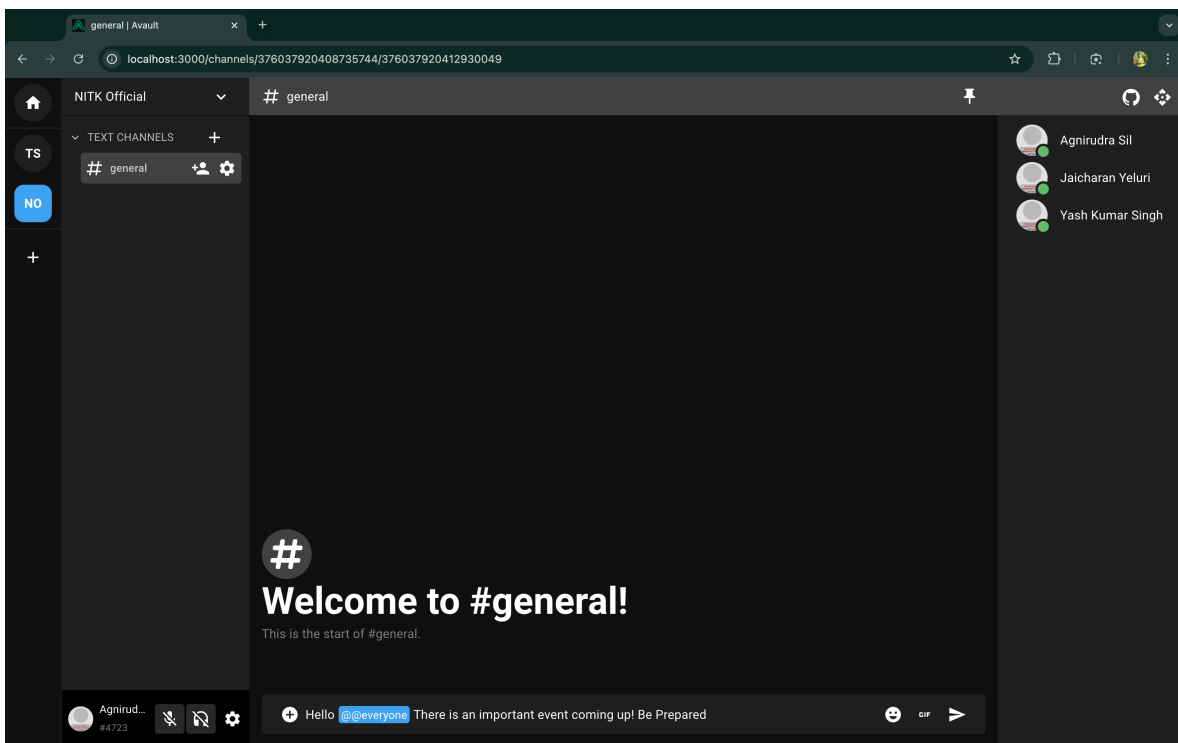 general | Avault
localhost:3000/channels/376037920408735744/376037920412930049
NITK Official
# general
TS
NO
TEXT CHANNELS
# general
Agnirudra Sil
Jaicharan Yeluri
Yash Kumar Singh
#
Welcome to #general!
This is the start of #general.
Agnirud...
#4723
Hello @@everyone There is an important event coming up! Be Prepared
GIF